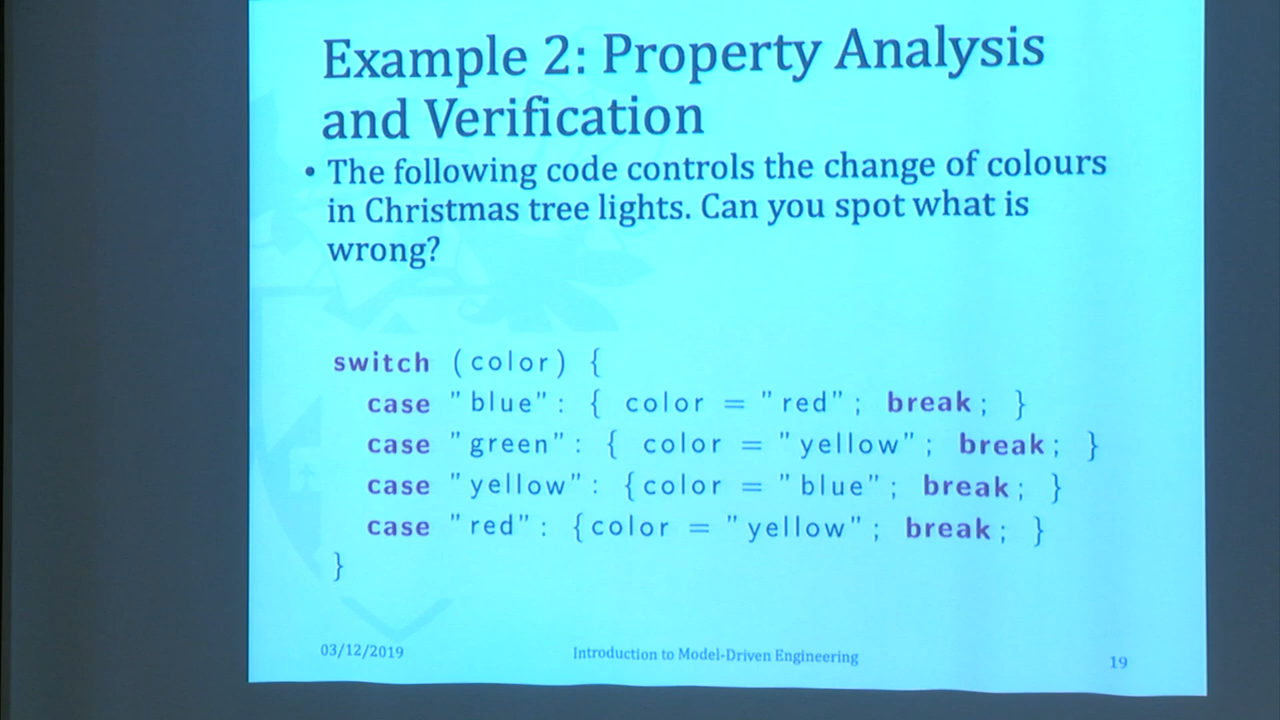 Example 2: Property Analysis
and Verification
• The following code controls the change of colours
in Christmas tree lights. Can you spot what is
wrong?
switch (color) {
case "blue": { color = "red"; break; }
case "green": { color = "yellow"; break; }
case "yellow": {color = "blue"; break; }
case "red": {color = "yellow"; break; }
}
03/12/2019 Introduction to Model-Driven Engineering 19